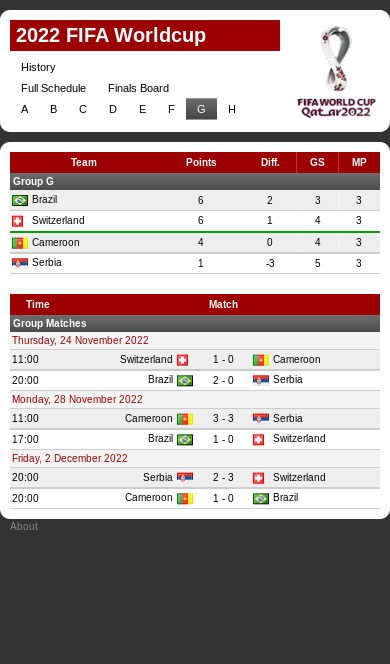 2022 FIFA Worldcup
History
Full Schedule Finals Board
A B C D E F G H
FIFA WORLD CUP
Qatar2022
Team Points Diff. GS MP
Group G
Brazil 6 2 3 3
Switzerland 6 1 4 3
Cameroon 4 0 4 3
Serbia 1 -3 5 3
Time Match
Group Matches
Thursday, 24 November 2022
11:00 Switzerland 1 - 0 Cameroon
20:00 Brazil 2 - 0 Serbia
Monday, 28 November 2022
11:00 Cameroon 3 - 3 Serbia
17:00 Brazil 1 - 0 Switzerland
Friday, 2 December 2022
20:00 Serbia 2 - 3 Switzerland
20:00 Cameroon 1 - 0 Brazil
About